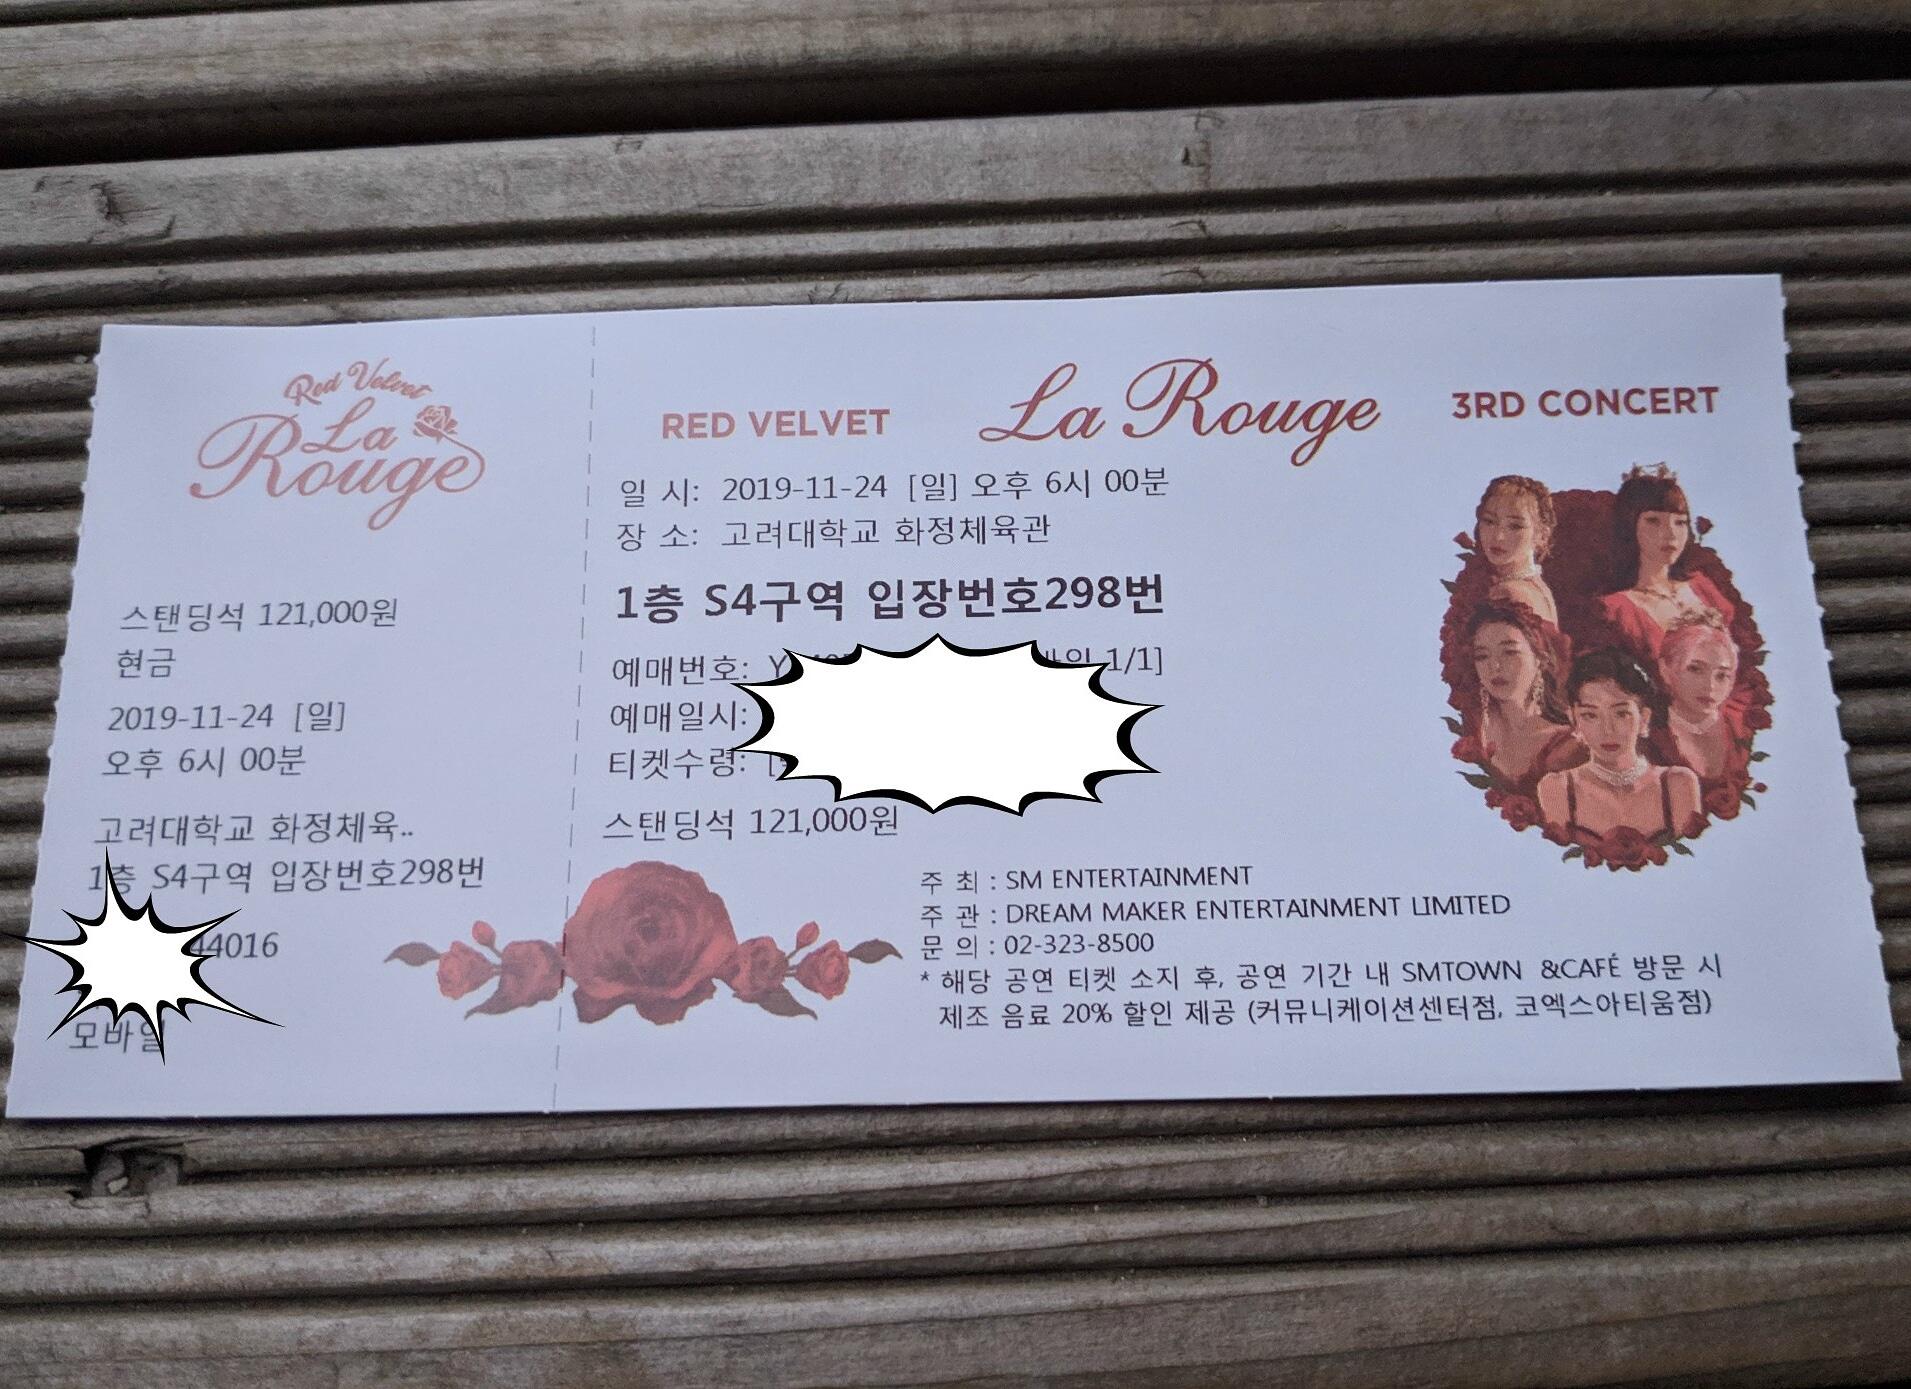 Red Velvet
La
Rouge
스탠딩석 121,000원
현금
2019-11-24 [일]
오후 6시 00분
고려대학교 화정체육..
1층 S4구역 입장번호298번
44016
모바일
RED VELVET La Rouge 3RD CONCERT
일 시: 2019-11-24 [일] 오후 6시 00분
장 소: 고려대학교 화정체육관
1층 S4구역 입장번호298번
예매번호: 1/1]
예매일시:
티켓수령:
스탠딩석 121,000원
주 최 : SM ENTERTAINMENT
주 관 : DREAM MAKER ENTERTAINMENT LIMITED
문 의 : 02-323-8500
* 해당 공연 티켓 소지 후, 공연 기간 내 SMTOWN &CAFÉ 방문 시
제조 음료 20% 할인 제공 (커뮤니케이션센터점, 코엑스아티움점)